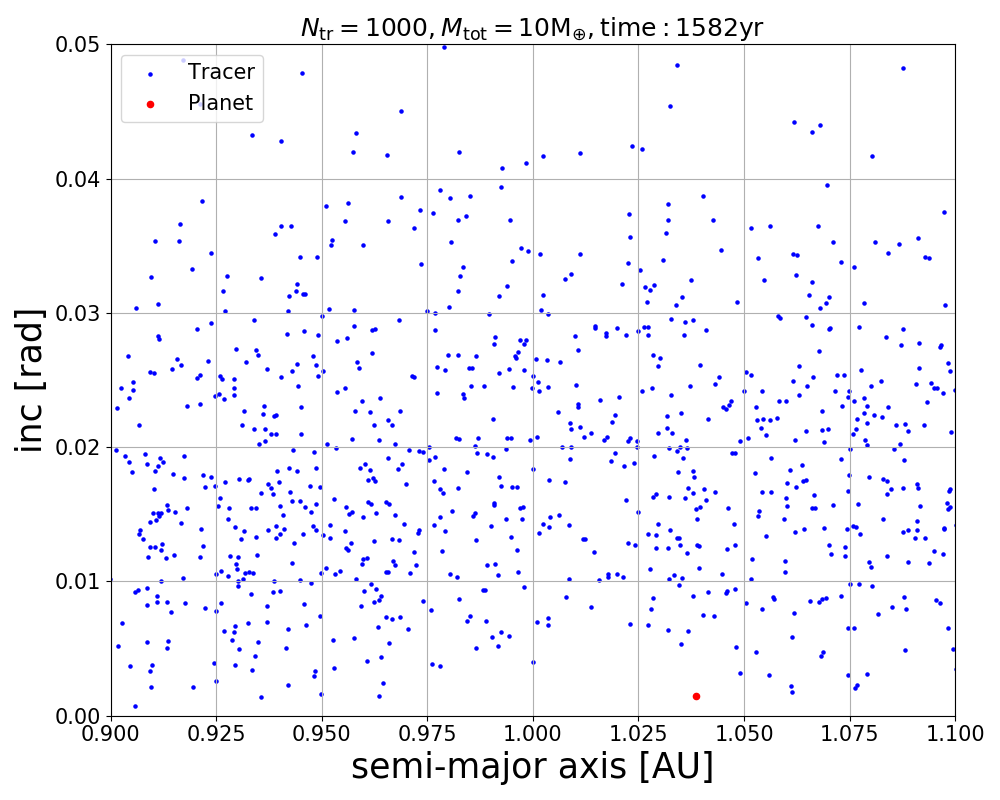 N_tr = 1000, M_tot = 10M_⊕, time : 1582yr
Tracer
Planet
inc [rad]
0.05
0.04
0.03
0.02
0.01
0.00
0.900 0.925 0.950 0.975 1.000 1.025 1.050 1.075 1.100
semi-major axis [AU]